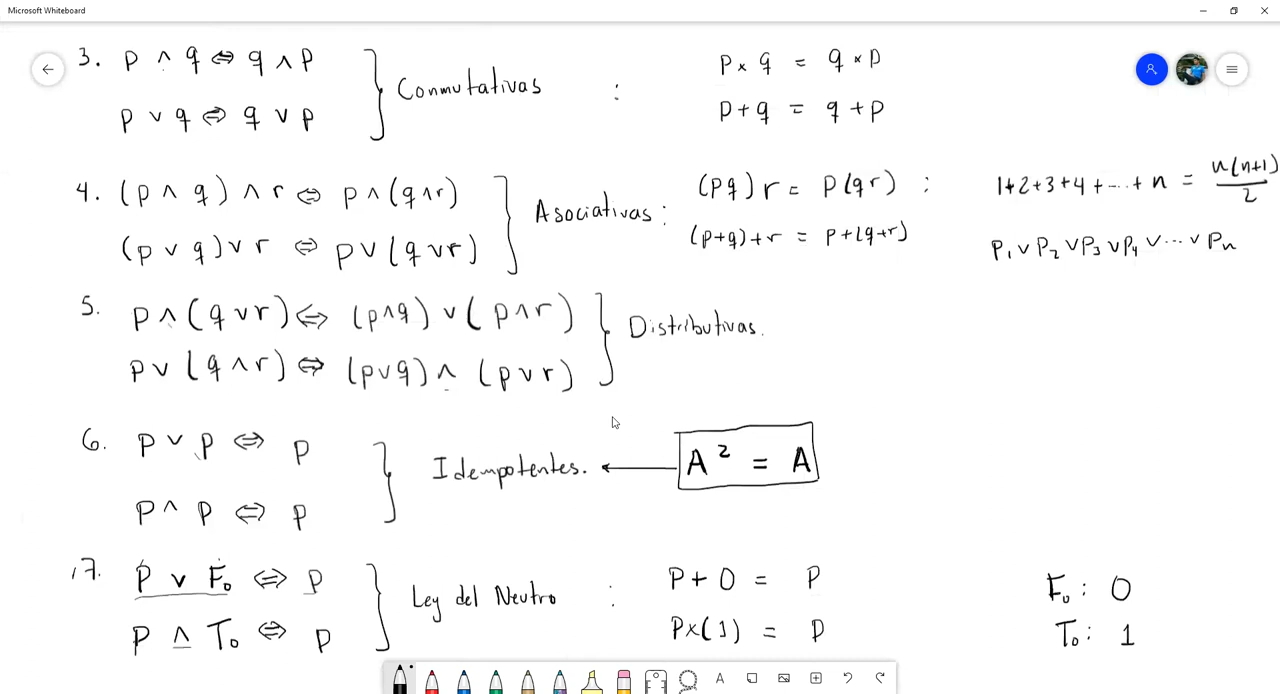 Microsoft Whiteboard
3. p ∧ q ⇔ q ∧ p
p × q = q × p
p ∨ q ⇔ q ∨ p
Conmutativas :
p + q = q + p
4. (p ∧ q) ∧ r ⇔ p ∧ (q ∧ r)
(p ∨ q) ∨ r ⇔ p ∨ (q ∨ r)
Asociativas :
(pq) r = p(qr) :
(p+q)+r = p+(q+r)
1+2+3+4+...+n = n(n+1)/2
P₁ ∨ P₂ ∨ P₃ ∨ P₄ ∨ ... ∨ Pₙ
5. p ∧ (q ∨ r) ⇔ (p ∧ q) ∨ (p ∧ r)
p ∨ (q ∧ r) ⇔ (p ∨ q) ∧ (p ∨ r)
Distributivas.
6. p ∨ p ⇔ p
p ∧ p ⇔ p
Idempotentes. ← A² = A
7. p ∨ F₀ ⇔ p
p ∧ T₀ ⇔ p
Ley del Neutro :
p + 0 = p
p×(1) = p
F₀ : 0
T₀ : 1
A